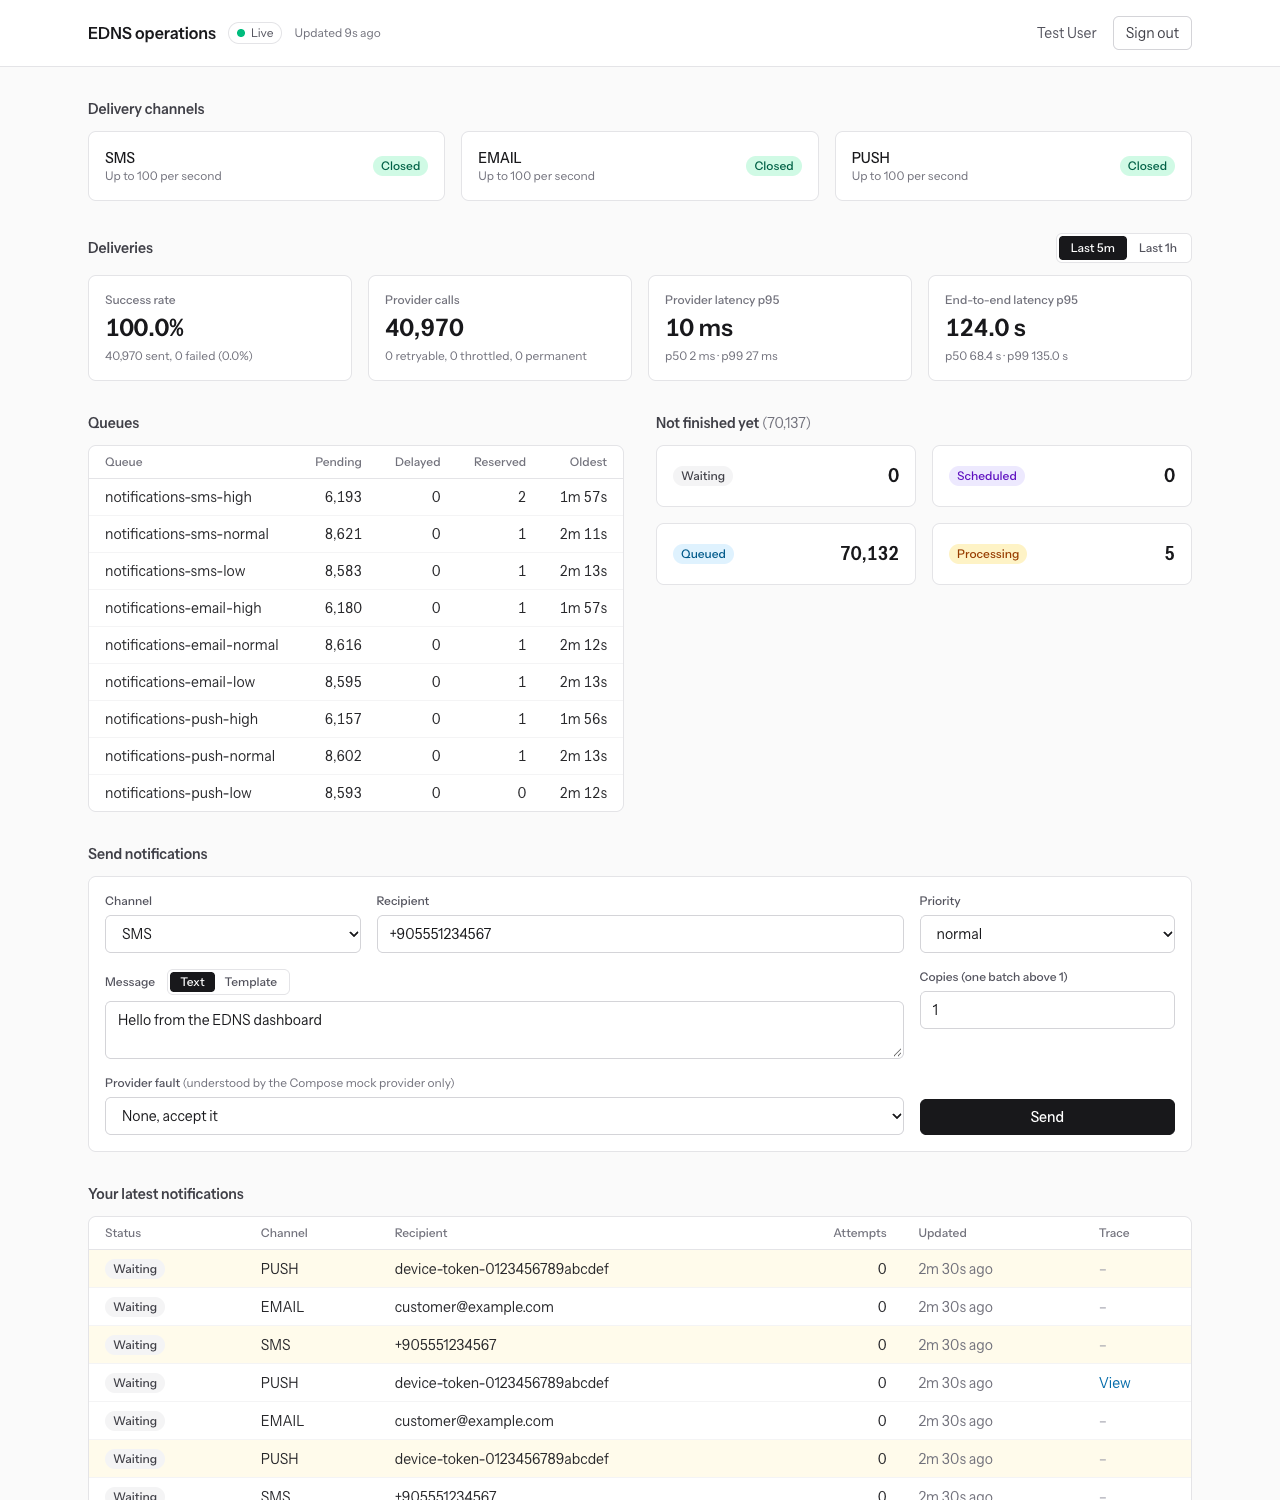 EDNS operations Live Updated 9s ago Test User Sign out
Delivery channels
SMS
Up to 100 per second
Closed
EMAIL
Up to 100 per second
Closed
PUSH
Up to 100 per second
Closed
Deliveries Last 5m Last 1h
Success rate
100.0%
40,970 sent, 0 failed (0.0%)
Provider calls
40,970
0 retryable, 0 throttled, 0 permanent
Provider latency p95
10 ms
p50 2 ms · p99 27 ms
End-to-end latency p95
124.0 s
p50 68.4 s · p99 135.0 s
Queues
Queue Pending Delayed Reserved Oldest
notifications-sms-high 6,193 0 2 1m 57s
notifications-sms-normal 8,621 0 1 2m 11s
notifications-sms-low 8,583 0 1 2m 13s
notifications-email-high 6,180 0 1 1m 57s
notifications-email-normal 8,616 0 1 2m 12s
notifications-email-low 8,595 0 1 2m 13s
notifications-push-high 6,157 0 1 1m 56s
notifications-push-normal 8,602 0 1 2m 13s
notifications-push-low 8,593 0 0 2m 12s
Not finished yet (70,137)
Waiting 0
Scheduled 0
Queued 70,132
Processing 5
Send notifications
Channel
SMS
Recipient
+905551234567
Priority
normal
Message Text Template
Hello from the EDNS dashboard
Copies (one batch above 1)
1
Provider fault (understood by the Compose mock provider only)
None, accept it
Send
Your latest notifications
Status Channel Recipient Attempts Updated Trace
Waiting PUSH device-token-0123456789abcdef 0 2m 30s ago –
Waiting EMAIL customer@example.com 0 2m 30s ago –
Waiting SMS +905551234567 0 2m 30s ago –
Waiting PUSH device-token-0123456789abcdef 0 2m 30s ago View
Waiting EMAIL customer@example.com 0 2m 30s ago –
Waiting PUSH device-token-0123456789abcdef 0 2m 30s ago –
Waiting SMS +905551234567 0 2m 30s ago –